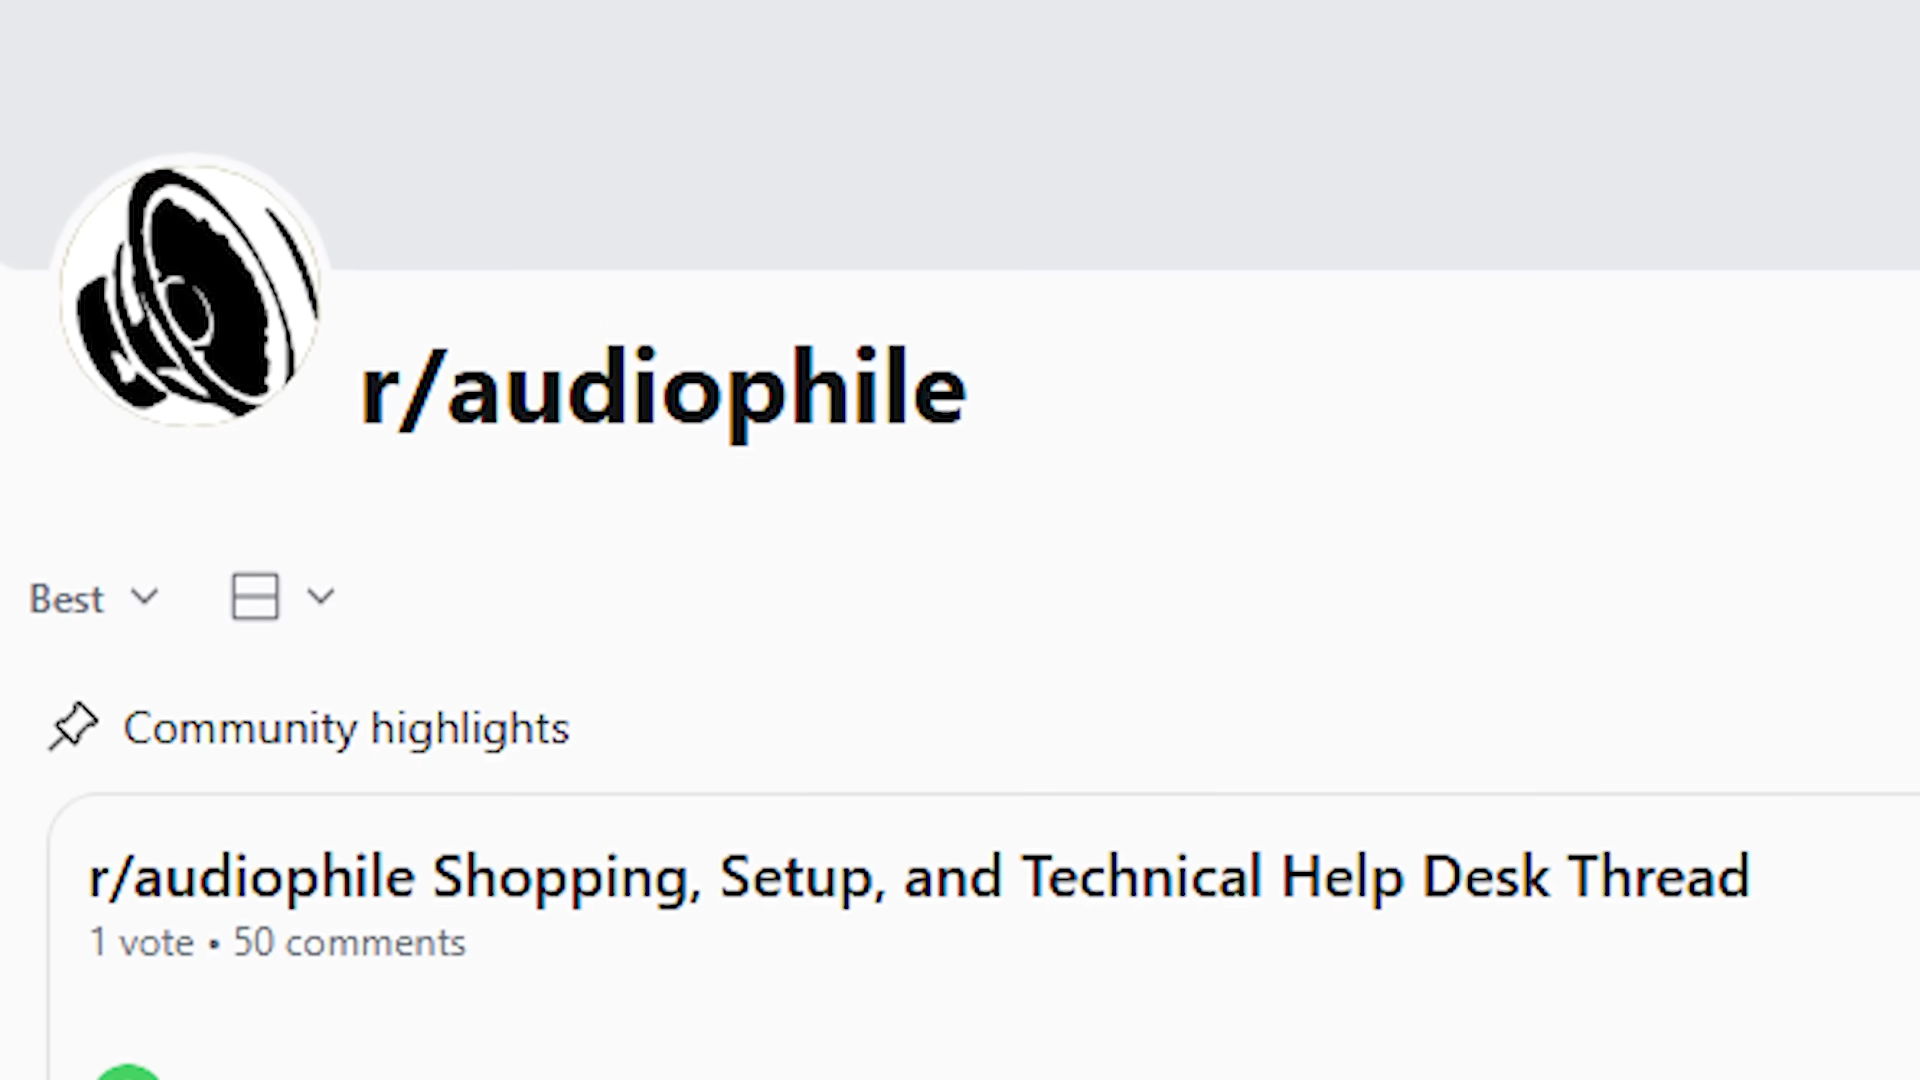 r/audiophile
Best
Community highlights
r/audiophile Shopping, Setup, and Technical Help Desk Thread
1 vote • 50 comments